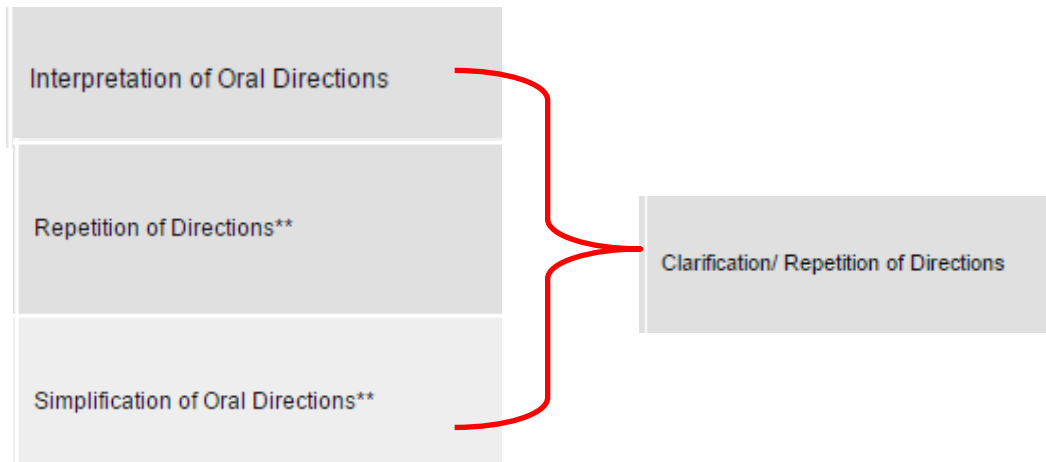 Interpretation of Oral Directions
Repetition of Directions**
Clarification/ Repetition of Directions
Simplification of Oral Directions**